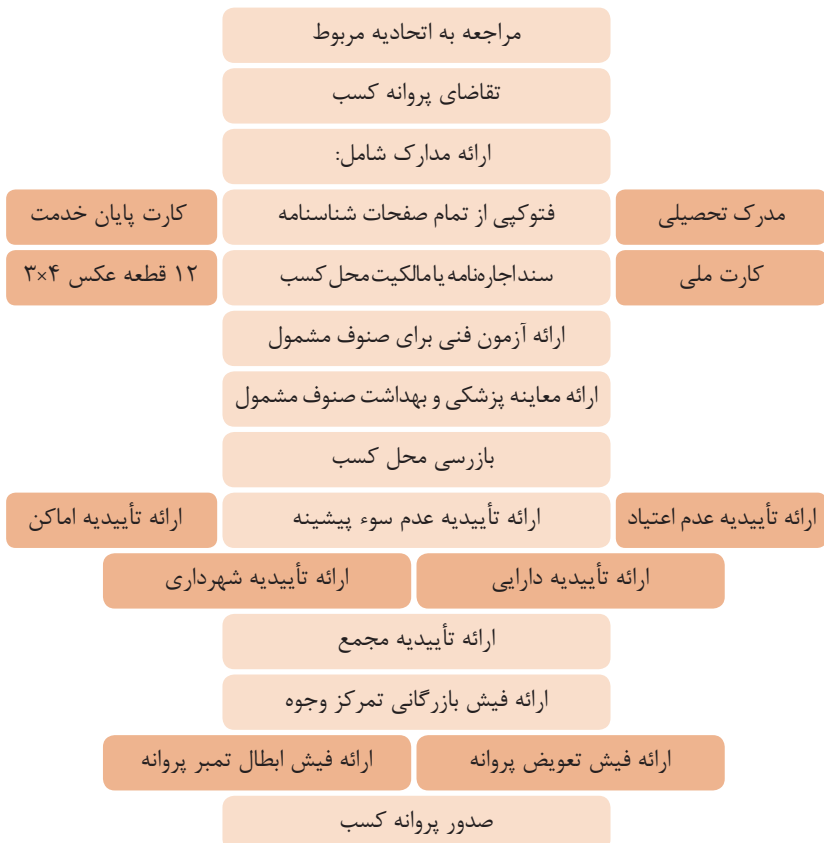 مراجعه به اتحادیه مربوط
تقاضای پروانه کسب
ارائه مدارک شامل:
مدرک تحصیلی
فتوکپی از تمام صفحات شناسنامه
کارت پایان خدمت
کارت ملی
سند اجاره‌نامه یا مالکیت محل کسب
۱۲ قطعه عکس ۴×۳
ارائه آزمون فنی برای صنوف مشمول
ارائه معاینه پزشکی و بهداشت صنوف مشمول
بازرسی محل کسب
ارائه تأییدیه عدم اعتیاد
ارائه تأییدیه عدم سوء پیشینه
ارائه تأییدیه اماکن
ارائه تأییدیه دارایی
ارائه تأییدیه شهرداری
ارائه تأییدیه مجمع
ارائه فیش بازرگانی تمرکز وجوه
ارائه فیش تعویض پروانه
ارائه فیش ابطال تمبر پروانه
صدور پروانه کسب